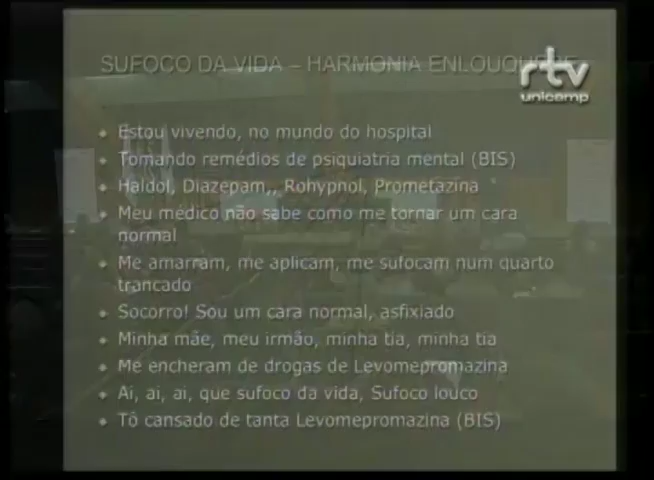 SUFOCO DA VIDA – HARMONIA ENLOUQUECE
rtv
unicamp
Estou vivendo, no mundo do hospital
Tomando remédios de psiquiatria mental (BIS)
Haldol, Diazepam,, Rohypnol, Prometazina
Meu médico não sabe como me tornar um cara
normal
Me amarram, me aplicam, me sufocam num quarto
trancado
Socorro! Sou um cara normal, asfixiado
Minha mãe, meu irmão, minha tia, minha tia
Me encheram de drogas de Levomepromazina
Ai, ai, ai, que sufoco da vida, Sufoco louco
Tô cansado de tanta Levomepromazina (BIS)